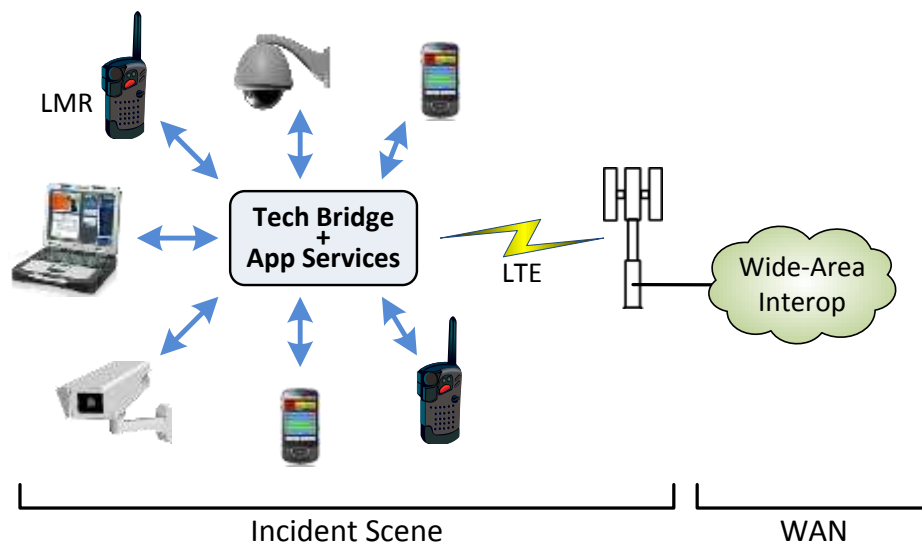 LMR
Tech Bridge
+
App Services
LTE
Wide-Area
Interop
Incident Scene
WAN